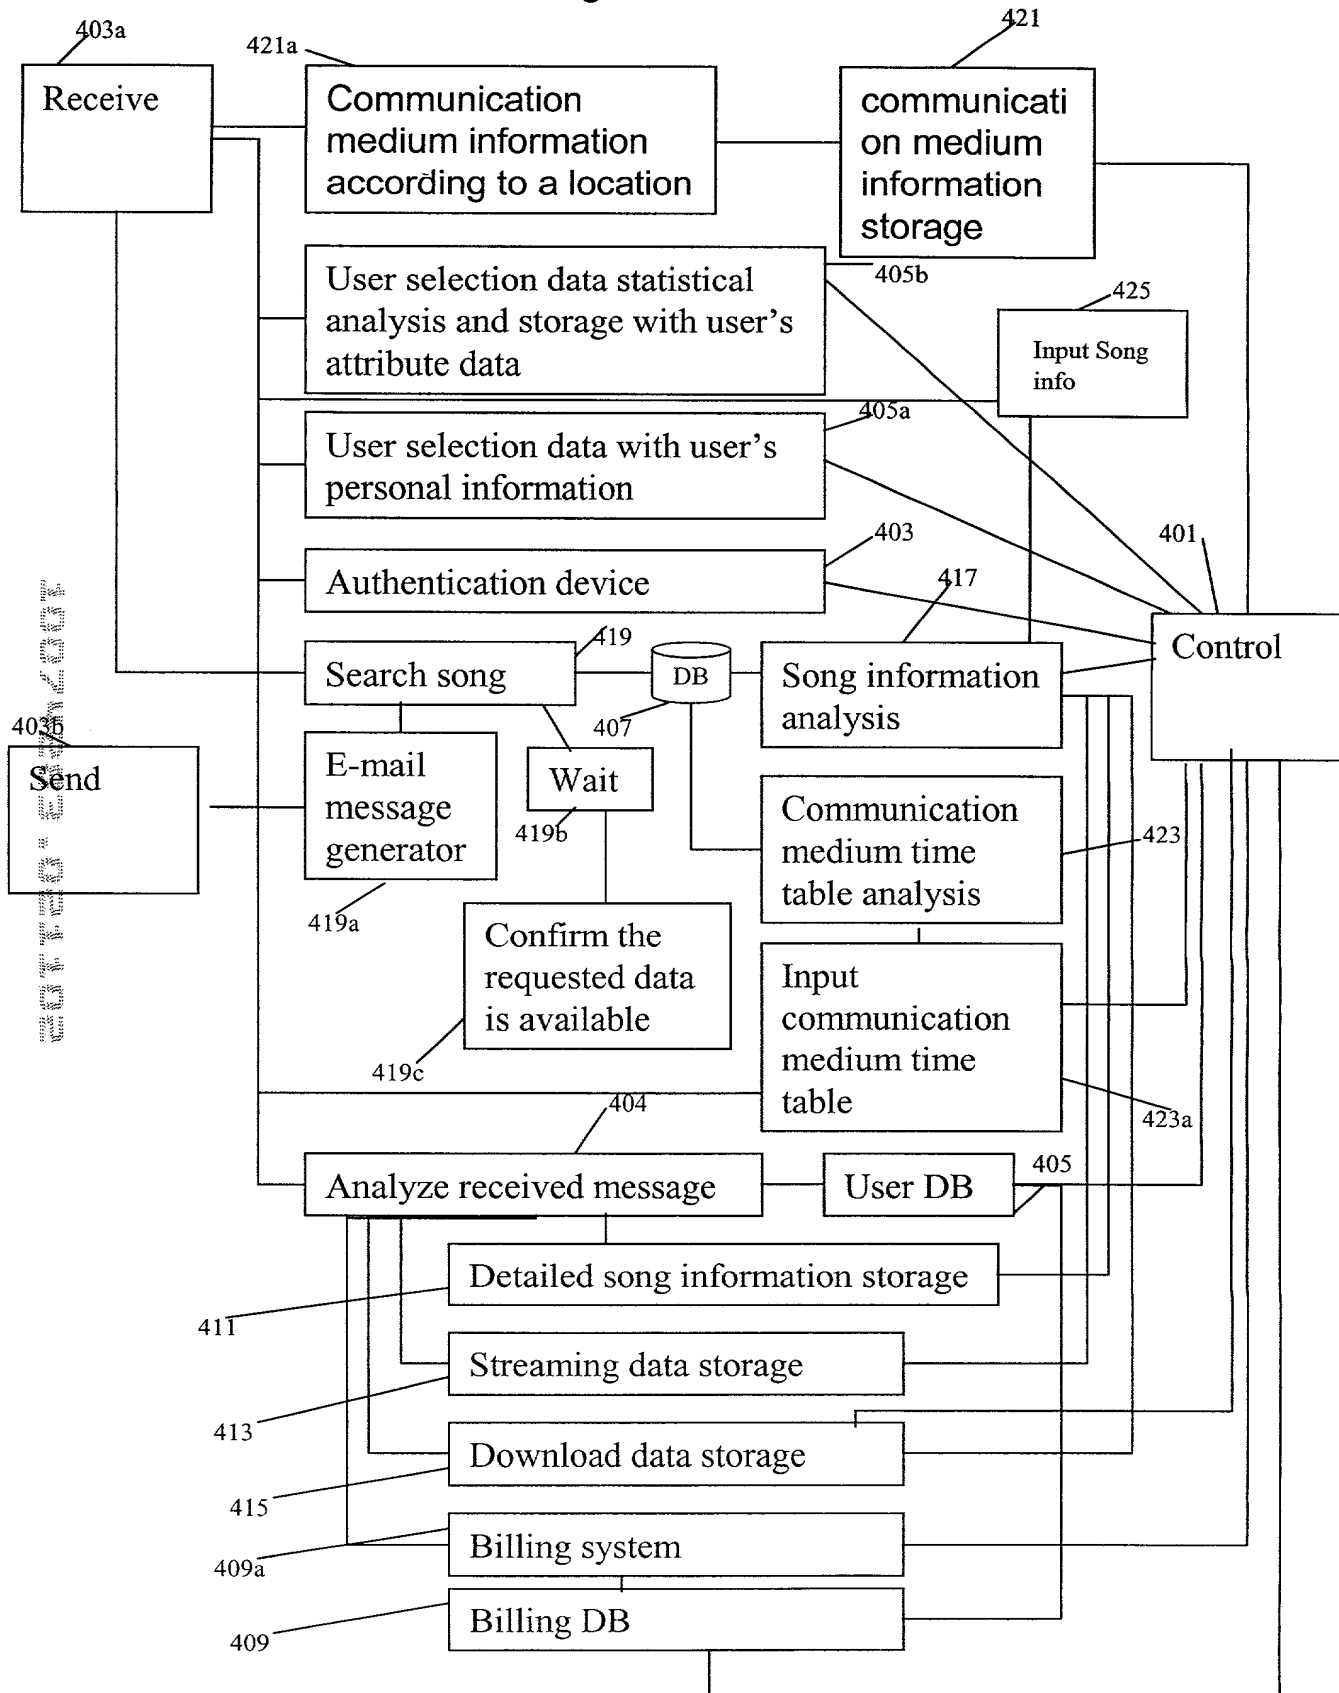 403a
421a
421
Receive
Communication
medium information
according to a location
communicati
on medium
information
storage
User selection data statistical
analysis and storage with user's
attribute data
405b
425
Input Song
info
405a
User selection data with user's
personal information
403
Authentication device
417
401
Control
419
Search song
DB
407
Song information
analysis
403b
Send
E-mail
message
generator
419a
Wait
419b
Communication
medium time
table analysis
423
Confirm the
requested data
is available
419c
Input
communication
medium time
table
423a
404
Analyze received message
User DB
405
Detailed song information storage
411
Streaming data storage
413
Download data storage
415
Billing system
409a
Billing DB
409